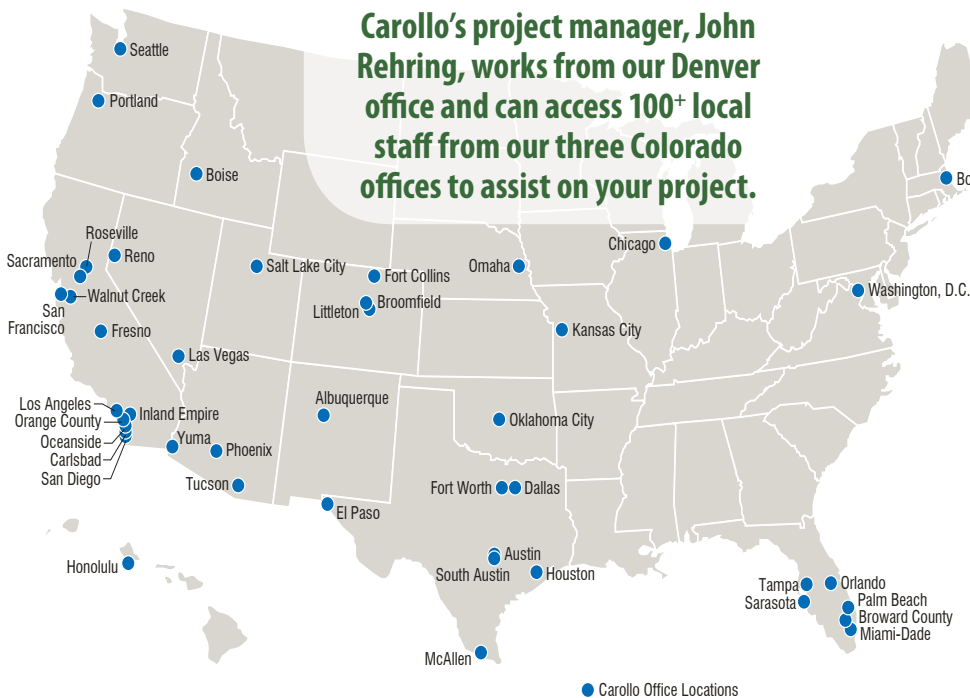 Carollo’s project manager, John
Rehring, works from our Denver
office and can access 100+ local
staff from our three Colorado
offices to assist on your project.
Seattle
Portland
Boise
Bo
Roseville
Reno
Sacramento
Walnut Creek
San
Francisco
Fresno
Salt Lake City
Fort Collins
Broomfield
Littleton
Omaha
Chicago
Washington, D.C.
Kansas City
Las Vegas
Los Angeles
Inland Empire
Orange County
Oceanside
Carlsbad
San Diego
Yuma
Phoenix
Tucson
Albuquerque
Oklahoma City
Fort Worth
Dallas
El Paso
Austin
South Austin
Houston
Honolulu
McAllen
Tampa
Orlando
Sarasota
Palm Beach
Broward County
Miami-Dade
Carollo Office Locations